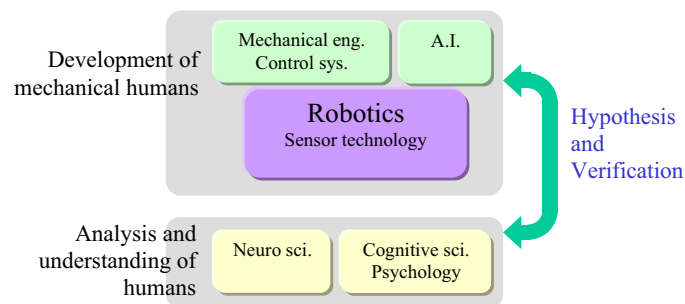 Development of
mechanical humans
Mechanical eng.
Control sys.
A.I.
Robotics
Sensor technology
Hypothesis
and
Verification
Analysis and
understanding of
humans
Neuro sci.
Cognitive sci.
Psychology